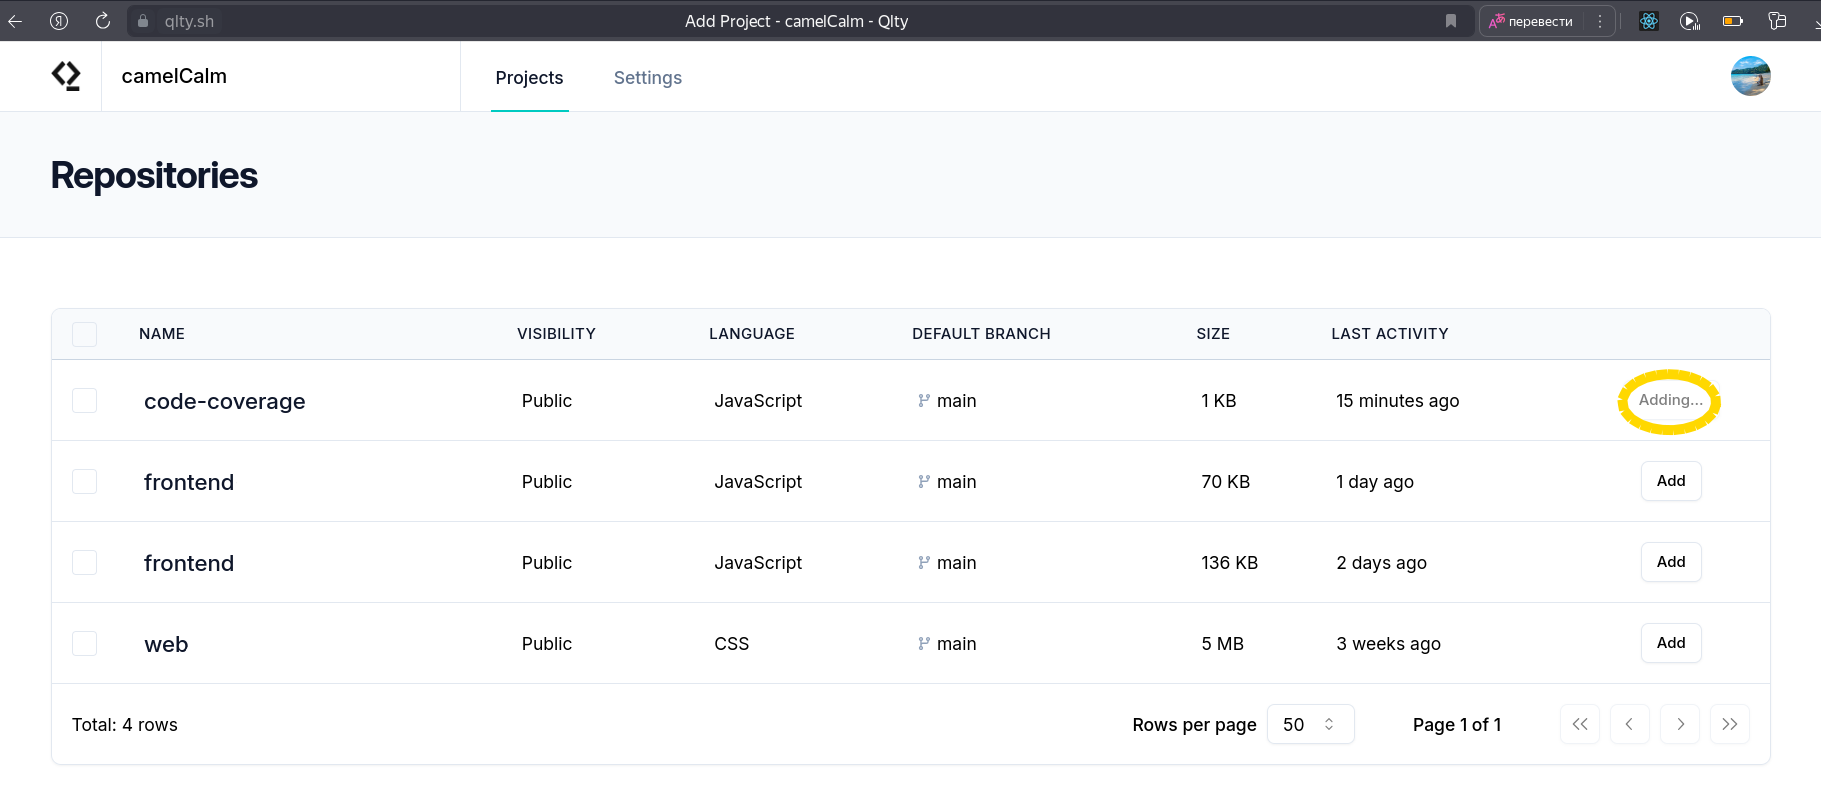 qlty.sh
Add Project - camelCalm - Qlty
перевести
camelCalm
Projects
Settings
Repositories
NAME VISIBILITY LANGUAGE DEFAULT BRANCH SIZE LAST ACTIVITY
code-coverage Public JavaScript main 1 KB 15 minutes ago Adding...
frontend Public JavaScript main 70 KB 1 day ago Add
frontend Public JavaScript main 136 KB 2 days ago Add
web Public CSS main 5 MB 3 weeks ago Add
Total: 4 rows Rows per page 50 Page 1 of 1